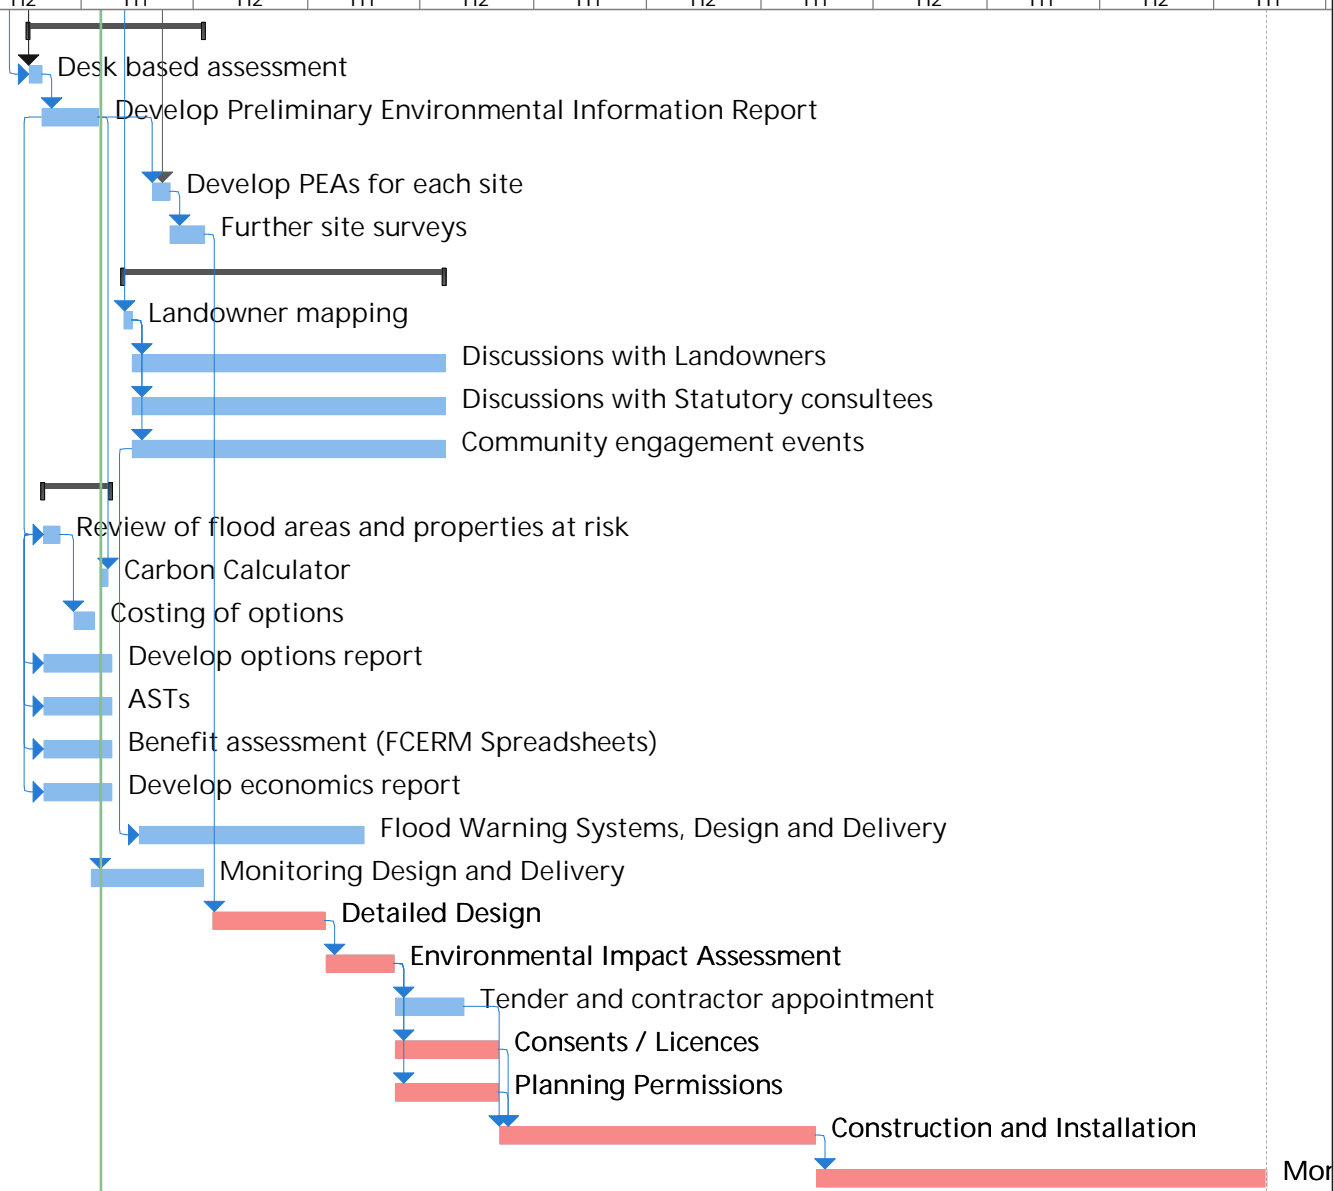 Desk based assessment
Develop Preliminary Environmental Information Report
Develop PEAs for each site
Further site surveys
Landowner mapping
Discussions with Landowners
Discussions with Statutory consultees
Community engagement events
Review of flood areas and properties at risk
Carbon Calculator
Costing of options
Develop options report
ASTs
Benefit assessment (FCERM Spreadsheets)
Develop economics report
Flood Warning Systems, Design and Delivery
Monitoring Design and Delivery
Detailed Design
Environmental Impact Assessment
Tender and contractor appointment
Consents / Licences
Planning Permissions
Construction and Installation